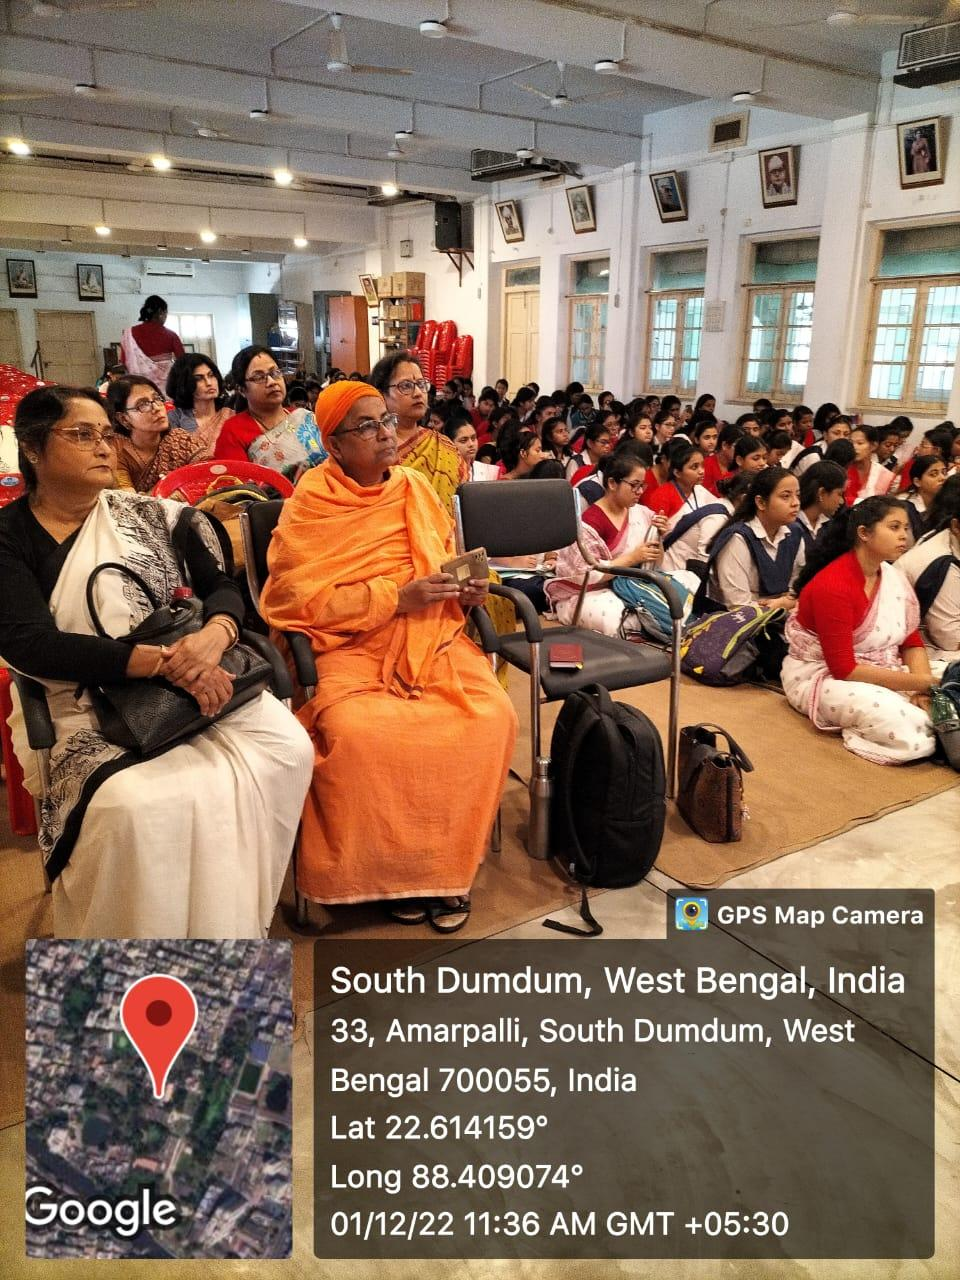 GPS Map Camera
South Dumdum, West Bengal, India
33, Amarpalli, South Dumdum, West
Bengal 700055, India
Lat 22.614159°
Long 88.409074°
01/12/22 11:36 AM GMT +05:30
Google